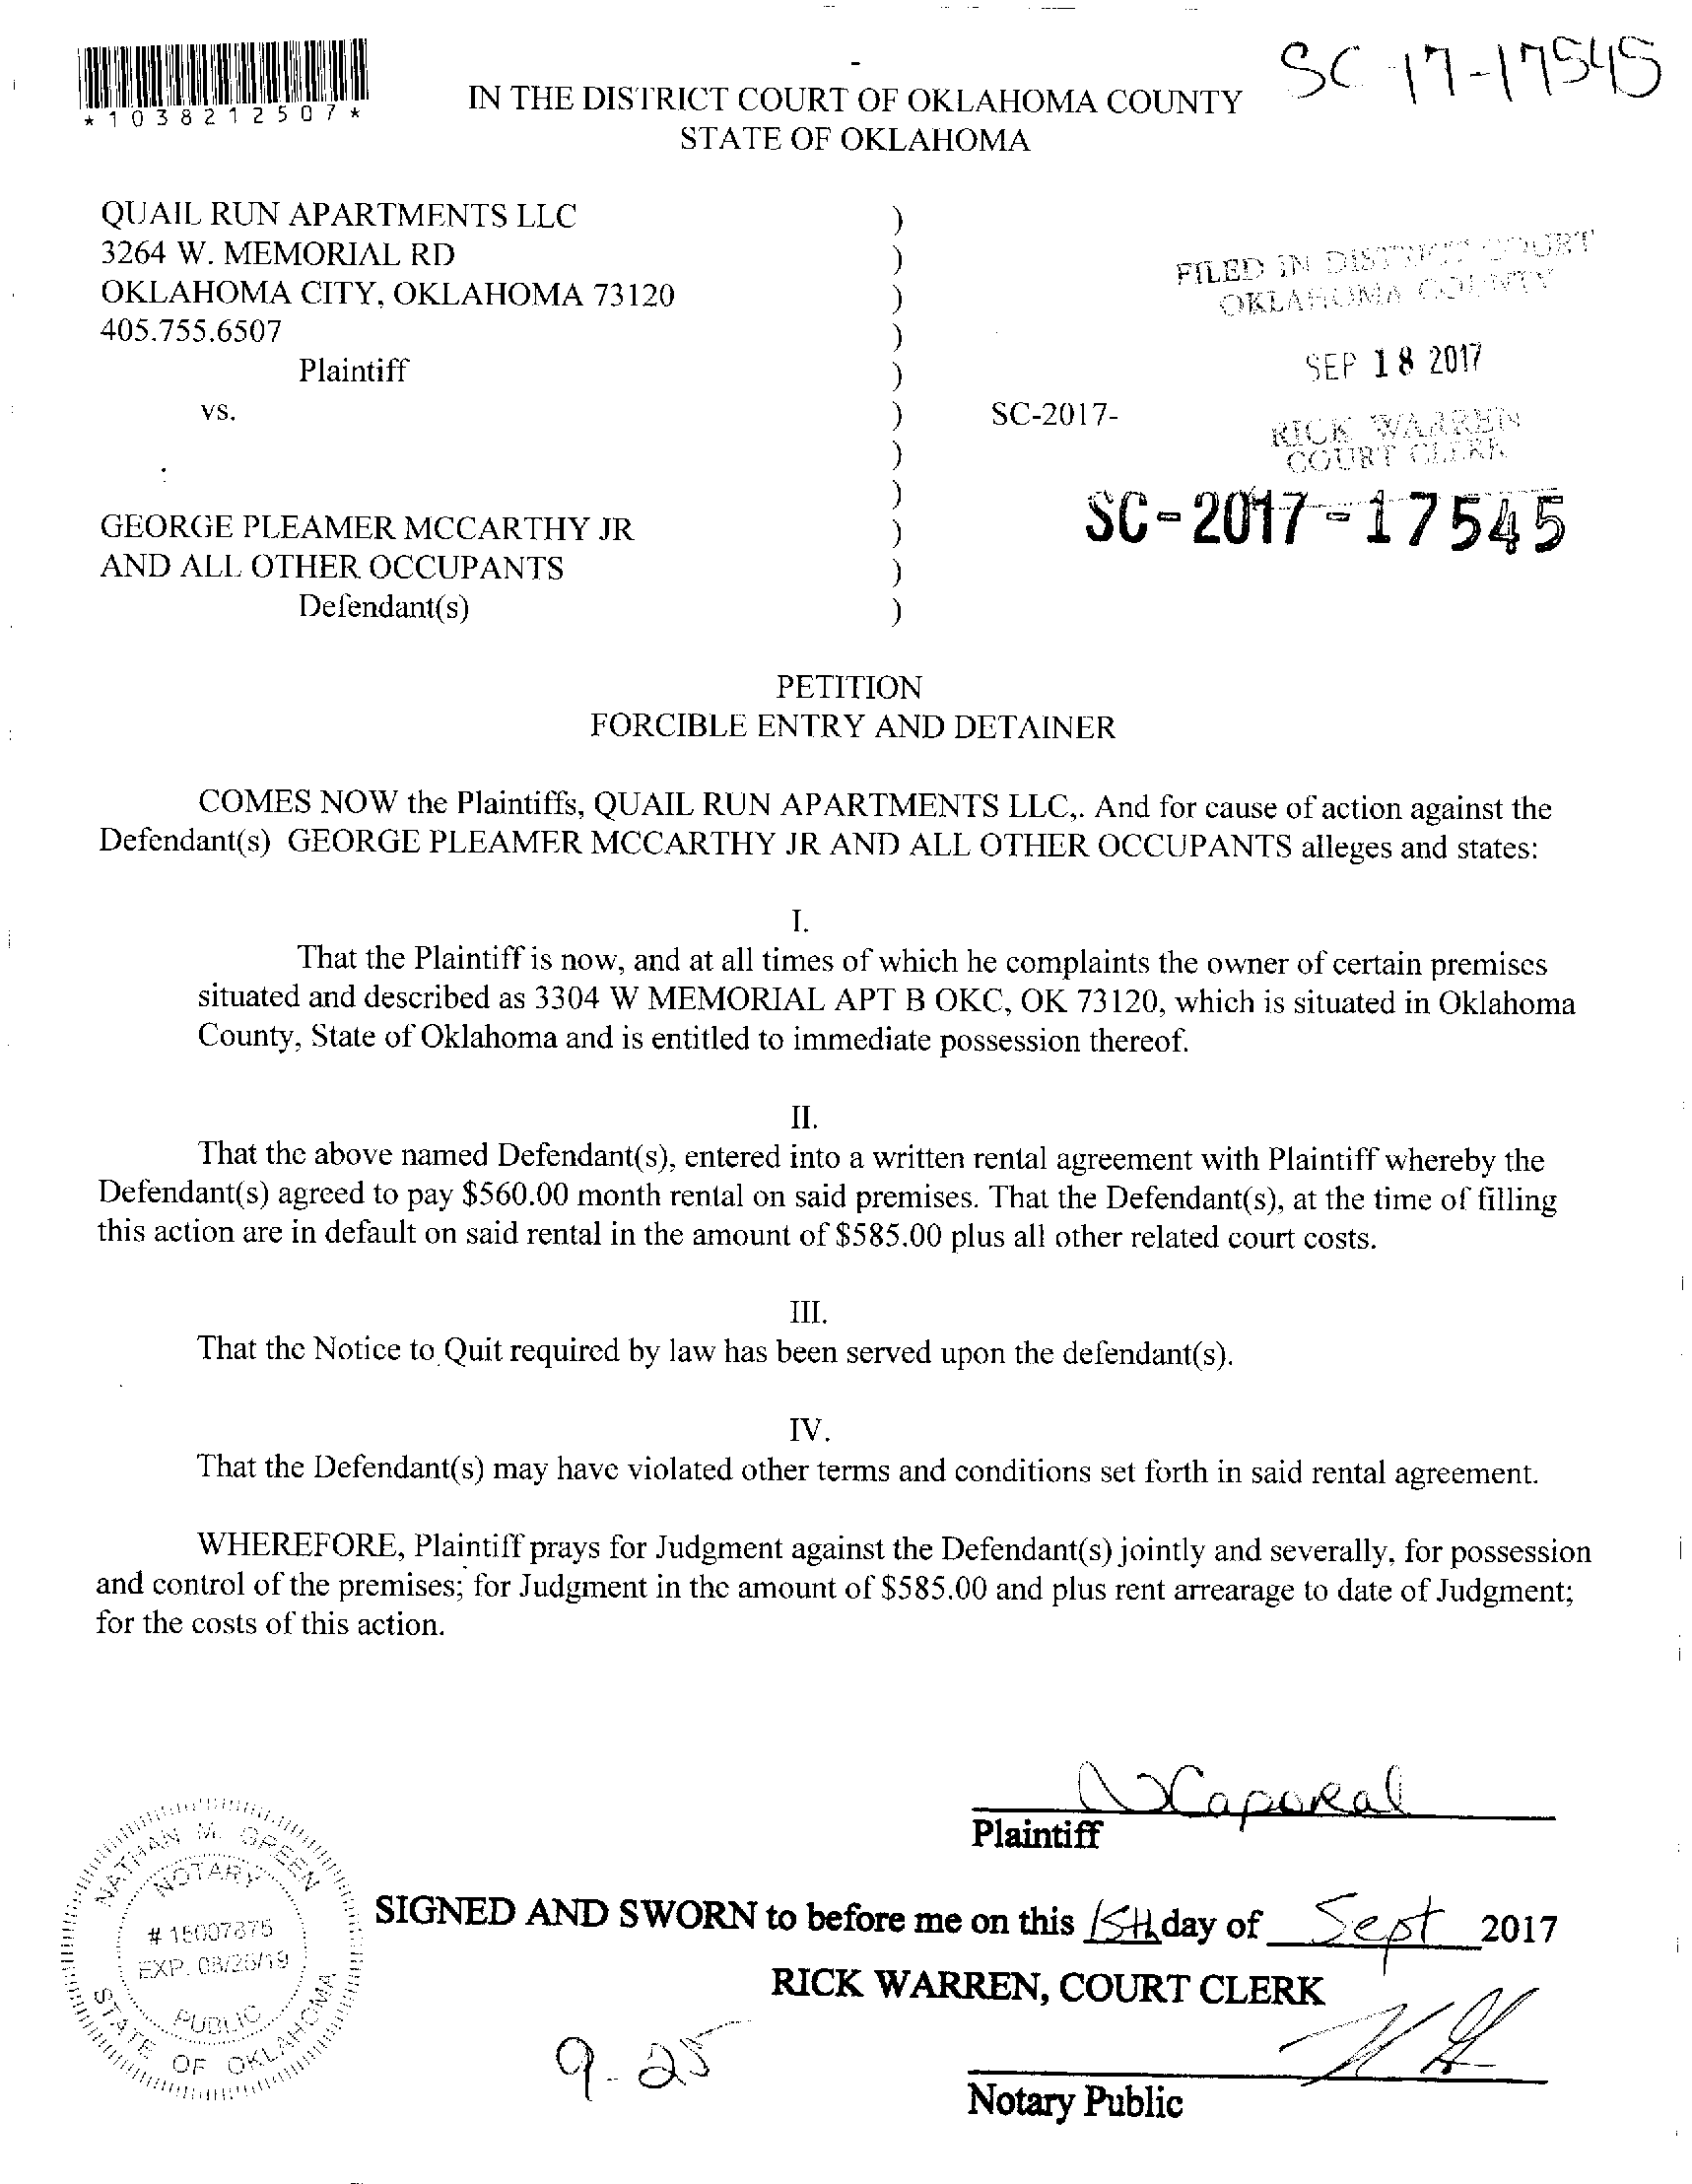 SC-17-17545
*1038212507*
IN THE DISTRICT COURT OF OKLAHOMA COUNTY
STATE OF OKLAHOMA
QUAIL RUN APARTMENTS LLC )
3264 W. MEMORIAL RD )
OKLAHOMA CITY, OKLAHOMA 73120 )
405.755.6507 )
Plaintiff )
vs. ) SC-2017-
)
)
GEORGE PLEAMER MCCARTHY JR )
AND ALL OTHER OCCUPANTS )
Defendant(s) )
FILED IN DISTRICT COURT
OKLAHOMA COUNTY
SEP 18 2017
RICK WARREN
COURT CLERK
SC-2017-17545
PETITION
FORCIBLE ENTRY AND DETAINER
COMES NOW the Plaintiffs, QUAIL RUN APARTMENTS LLC,. And for cause of action against the
Defendant(s) GEORGE PLEAMER MCCARTHY JR AND ALL OTHER OCCUPANTS alleges and states:
I.
That the Plaintiff is now, and at all times of which he complaints the owner of certain premises
situated and described as 3304 W MEMORIAL APT B OKC, OK 73120, which is situated in Oklahoma
County, State of Oklahoma and is entitled to immediate possession thereof.
II.
That the above named Defendant(s), entered into a written rental agreement with Plaintiff whereby the
Defendant(s) agreed to pay $560.00 month rental on said premises. That the Defendant(s), at the time of filling
this action are in default on said rental in the amount of $585.00 plus all other related court costs.
III.
That the Notice to Quit required by law has been served upon the defendant(s).
IV.
That the Defendant(s) may have violated other terms and conditions set forth in said rental agreement.
WHEREFORE, Plaintiff prays for Judgment against the Defendant(s) jointly and severally, for possession
and control of the premises; for Judgment in the amount of $585.00 and plus rent arrearage to date of Judgment;
for the costs of this action.
Caporal
Plaintiff
NATHAN M. GREEN
NOTARY
EXP. 08/25/19
PUBLIC
STATE OF OKLAHOMA
SIGNED AND SWORN to before me on this 15th day of Sept 2017
RICK WARREN, COURT CLERK
9-25
Notary Public